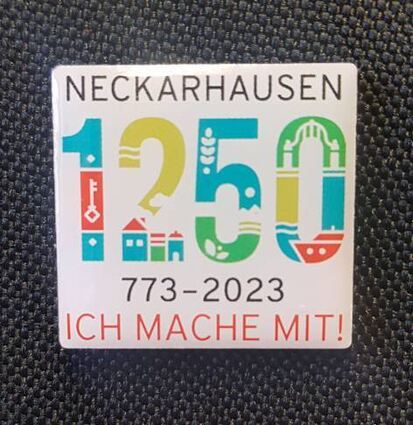 NECKARHAUSEN
1250
773–2023
ICH MACHE MIT!